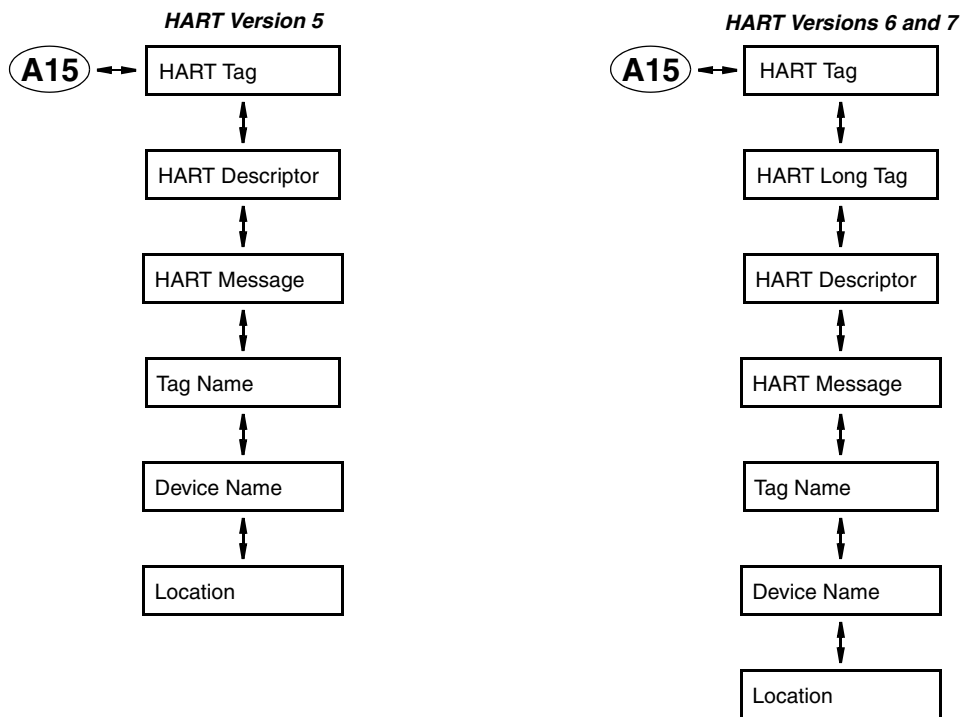 HART Version 5
A15
HART Tag
HART Descriptor
HART Message
Tag Name
Device Name
Location
HART Versions 6 and 7
A15
HART Tag
HART Long Tag
HART Descriptor
HART Message
Tag Name
Device Name
Location